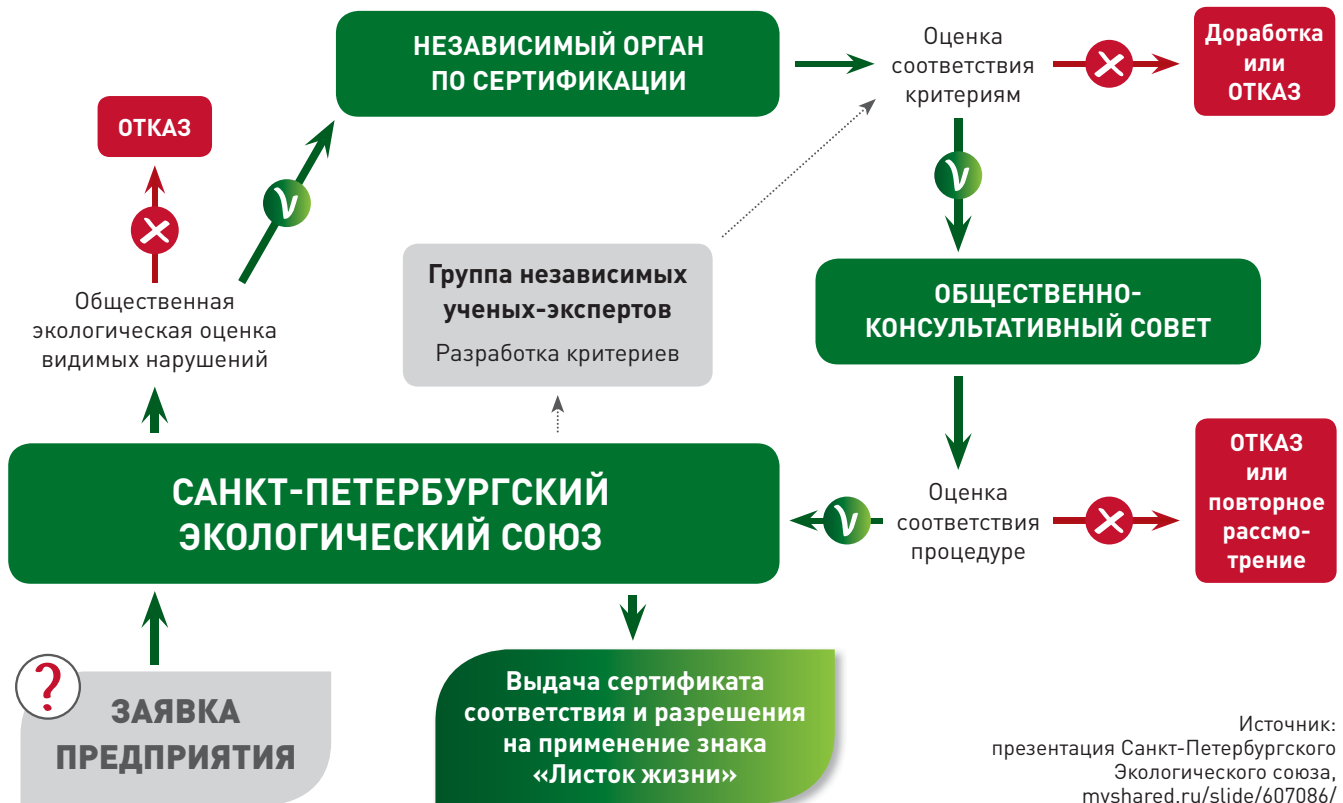 НЕЗАВИСИМЫЙ ОРГАН
ПО СЕРТИФИКАЦИИ
Оценка
соответствия
критериям
Доработка
или
ОТКАЗ
ОТКАЗ
Общественная
экологическая оценка
видимых нарушений
Группа независимых
ученых-экспертов
Разработка критериев
ОБЩЕСТВЕННО-
КОНСУЛЬТАТИВНЫЙ СОВЕТ
САНКТ-ПЕТЕРБУРГСКИЙ
ЭКОЛОГИЧЕСКИЙ СОЮЗ
Оценка
соответствия
процедуре
ОТКАЗ
или
повторное
рассмо-
трение
?
ЗАЯВКА
ПРЕДПРИЯТИЯ
Выдача сертификата
соответствия и разрешения
на применение знака
«Листок жизни»
Источник:
презентация Санкт-Петербургского
Экологического союза,
myshared.ru/slide/607086/